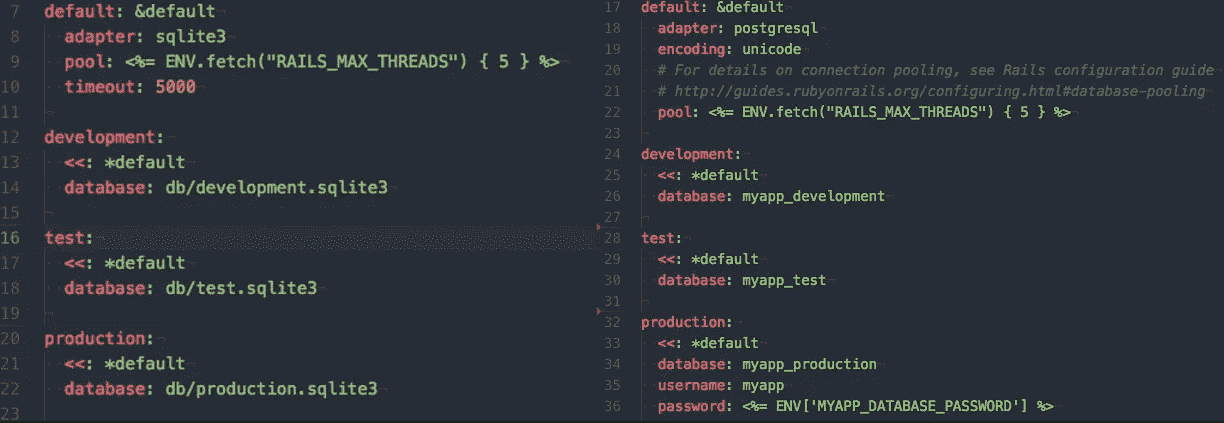 7 default: &default
8 adapter: sqlite3
9 pool: <%= ENV.fetch("RAILS_MAX_THREADS") { 5 } %>
10 timeout: 5000
11
12 development:
13 <<: *default
14 database: db/development.sqlite3
15
16 test:
17 <<: *default
18 database: db/test.sqlite3
19
20 production:
21 <<: *default
22 database: db/production.sqlite3
23
17 default: &default
18 adapter: postgresql
19 encoding: unicode
20 # For details on connection pooling, see Rails configuration guide
21 # http://guides.rubyonrails.org/configuring.html#database-pooling
22 pool: <%= ENV.fetch("RAILS_MAX_THREADS") { 5 } %>
23
24 development:
25 <<: *default
26 database: myapp_development
27
28 test:
29 <<: *default
30 database: myapp_test
31
32 production:
33 <<: *default
34 database: myapp_production
35 username: myapp
36 password: <%= ENV['MYAPP_DATABASE_PASSWORD'] %>